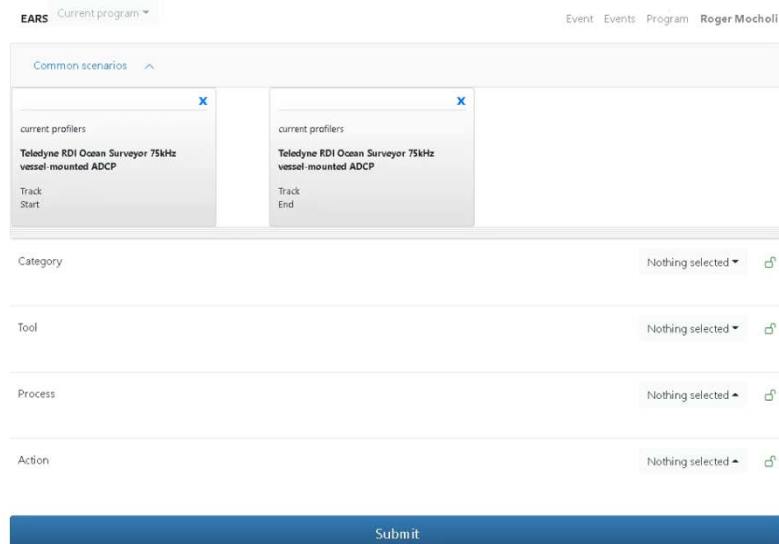 EARS Current program Event Events Program Roger Mocholi
Common scenarios
X X
current profilers current profilers
Teledyne RDI Ocean Surveyor 75kHz Teledyne RDI Ocean Surveyor 75kHz
vessel-mounted ADCP vessel-mounted ADCP
Track Track
Start End
Category Nothing selected
Tool Nothing selected
Process Nothing selected
Action Nothing selected
Submit